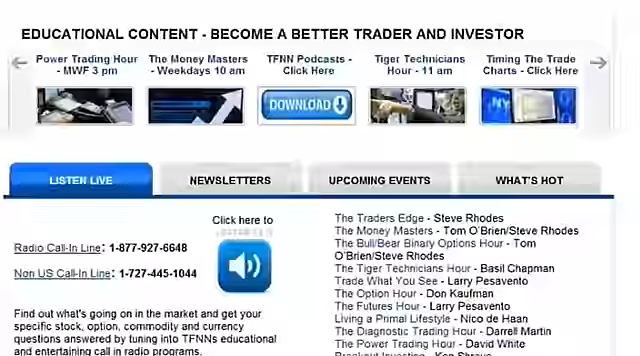 EDUCATIONAL CONTENT - BECOME A BETTER TRADER AND INVESTOR
Power Trading Hour
- MWF 3 pm
The Money Masters
- Weekdays 10 am
TFNN Podcasts -
Click Here
Tiger Technicians
Hour - 11 am
Timing The Trade
Charts - Click Here
DOWNLOAD
LISTEN LIVE
NEWSLETTERS
UPCOMING EVENTS
WHAT'S HOT
Click here to
Radio Call-In Line: 1-877-927-6648
Non US Call-In Line: 1-727-445-1044
Find out what's going on in the market and get your
specific stock, option, commodity and currency
questions answered by tuning into TFNNs educational
and entertaining call in radio programs.
The Traders Edge - Steve Rhodes
The Money Masters - Tom O'Brien/Steve Rhodes
The Bull/Bear Binary Options Hour - Tom
O'Brien/Steve Rhodes
The Tiger Technicians Hour - Basil Chapman
Trade What You See - Larry Pesavento
The Option Hour - Don Kaufman
The Futures Hour - Larry Pesavento
Living a Primal Lifestyle - Nico de Haan
The Diagnostic Trading Hour - Darrell Martin
The Power Trading Hour - David White